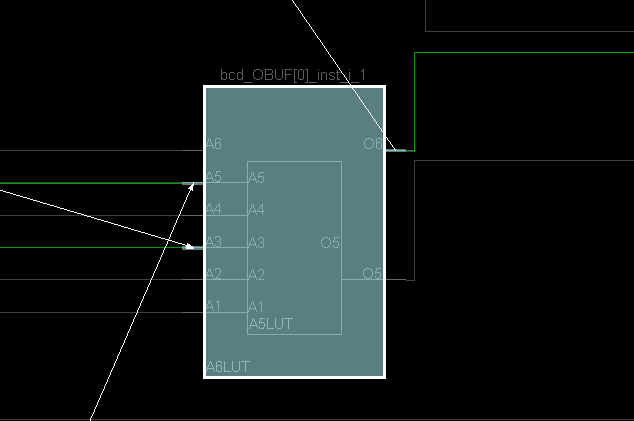 bcd_OBUF[0]_inst_i_1
A6 O6
A5 A5
A4 A4
A3 A3 O5
A2 A2 O5
A1 A1
A5LUT
A6LUT